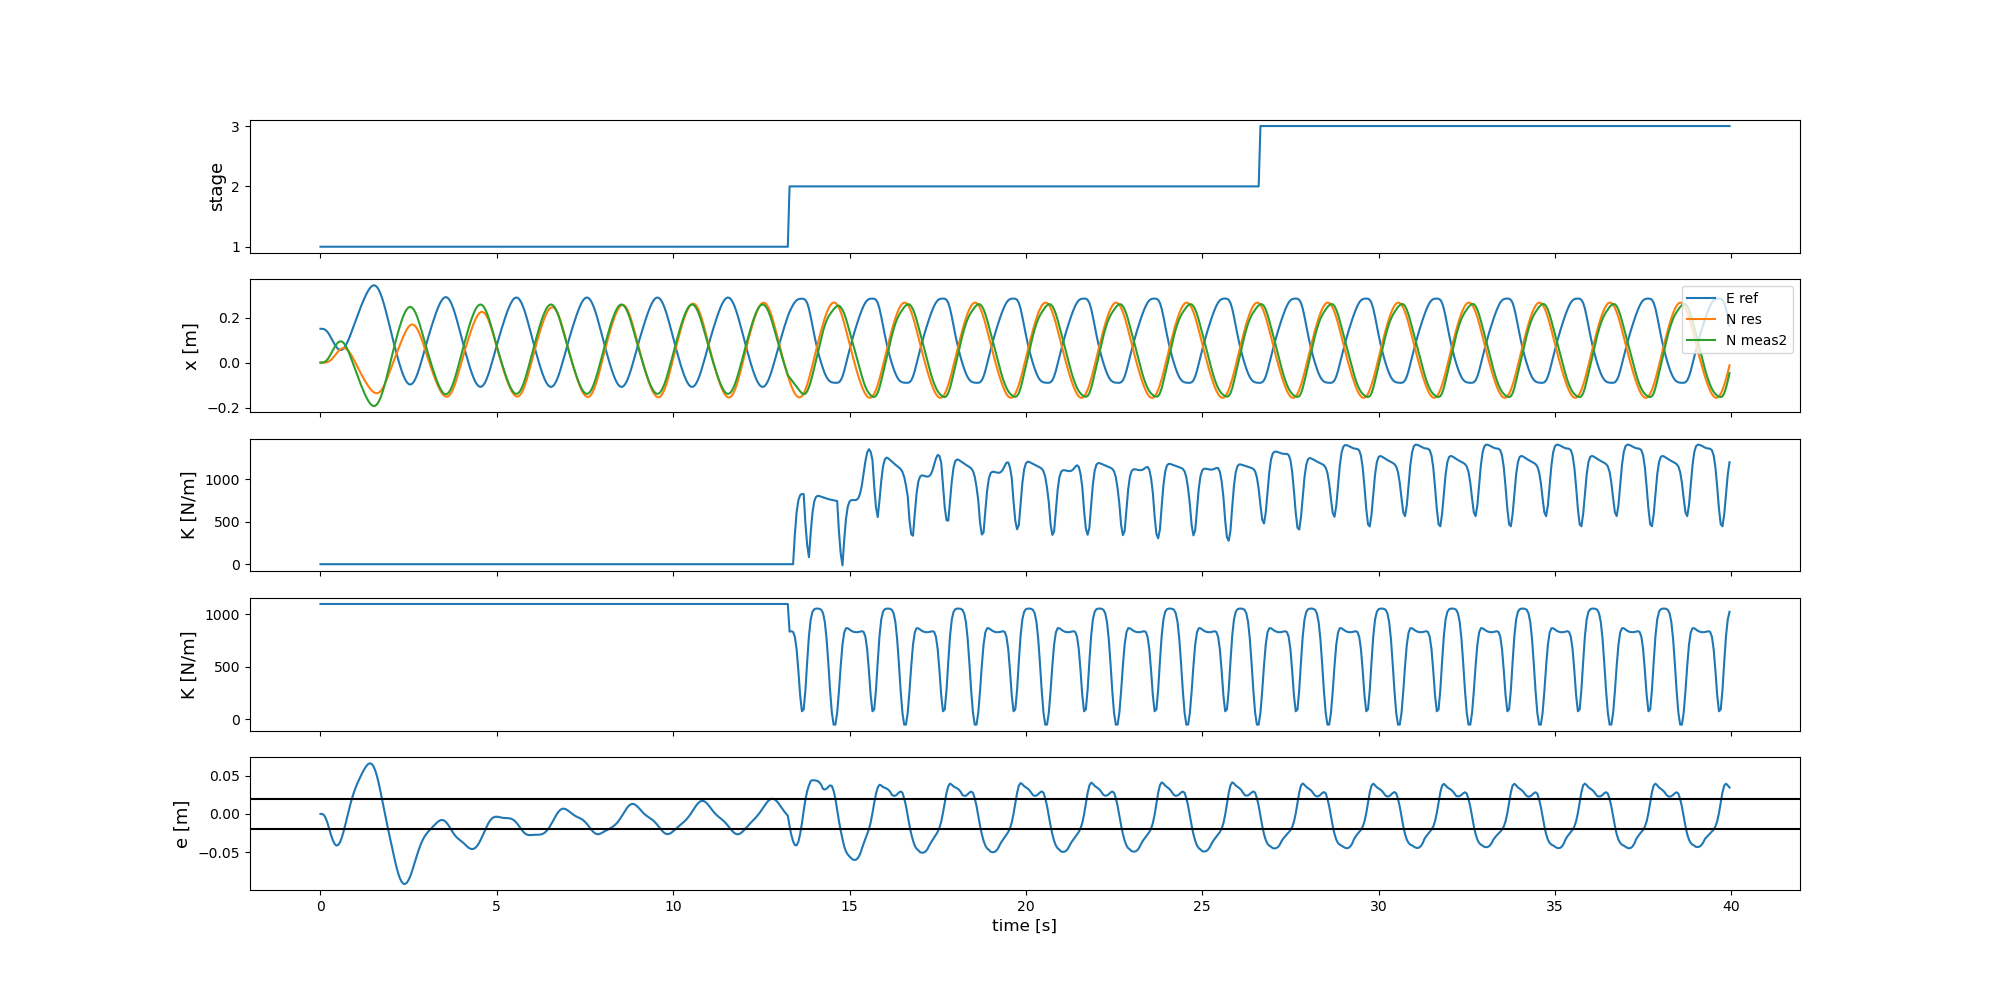 stage
3
2
1
x [m]
0.2
0.0
−0.2
E ref
N res
N meas2
K [N/m]
1000
500
0
K [N/m]
1000
500
0
e [m]
0.05
0.00
−0.05
0 5 10 15 20 25 30 35 40
time [s]